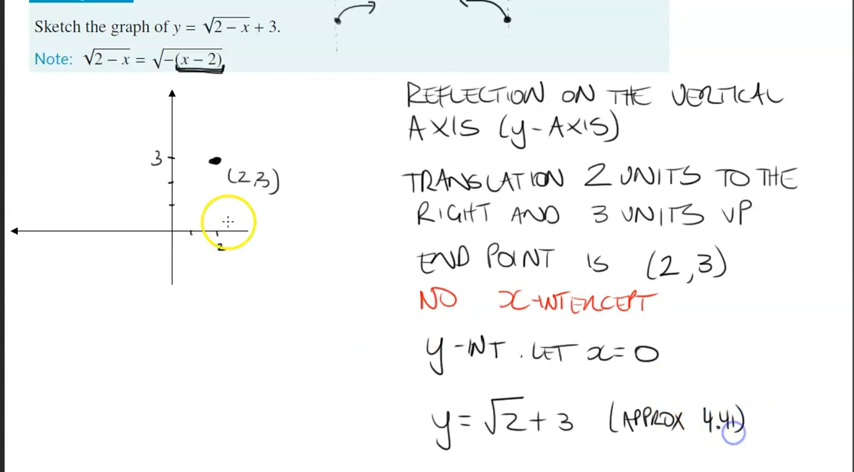 Sketch the graph of y = √2 − x + 3.
Note: √2 − x = √−(x − 2)
3
(2,3)
2
REFLECTION ON THE VERTICAL
AXIS (y-AXIS)
TRANSLATION 2 UNITS TO THE
RIGHT AND 3 UNITS UP
END POINT IS (2,3)
NO X-INTERCEPT
y-INT. LET x=0
y = √2 + 3 (APPROX 4.41)